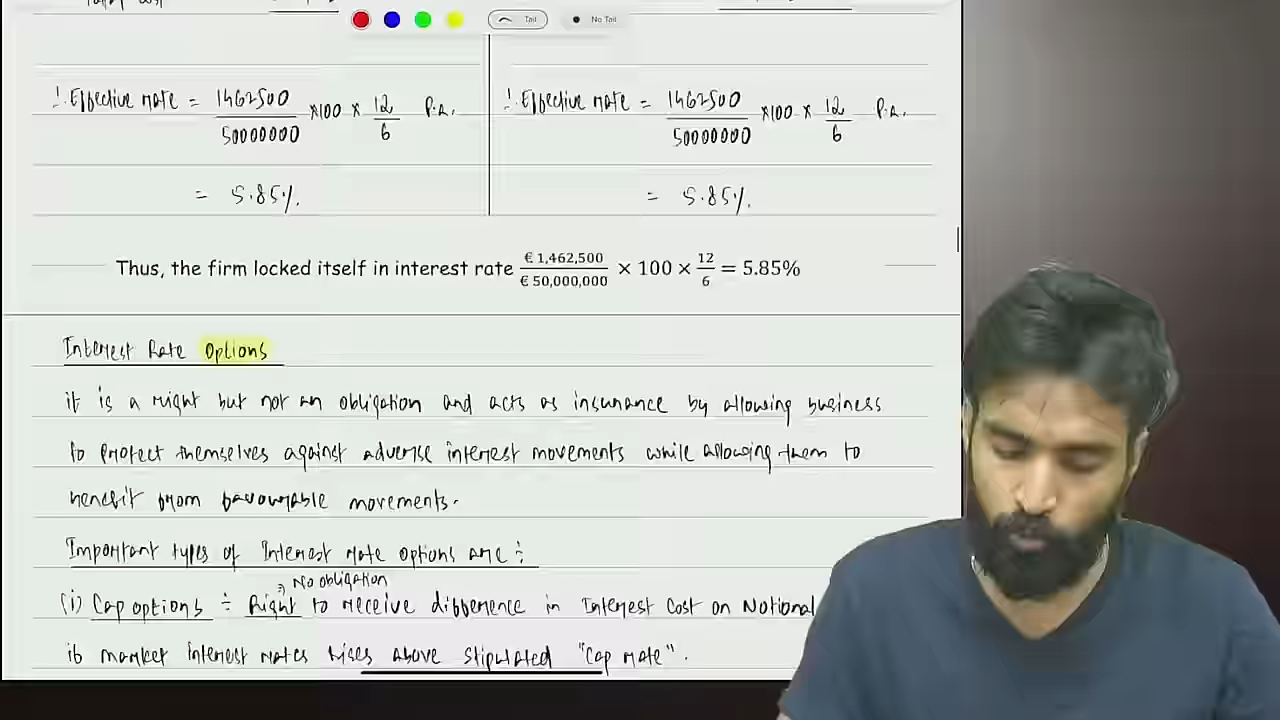 Tail
No Tail
∴ Effective rate = 1462500/50000000 ×100 × 12/6 P.a.
= 5.85%.
∴ Effective rate = 1462500/50000000 ×100 × 12/6 P.a.
= 5.85%.
Thus, the firm locked itself in interest rate € 1,462,500/€ 50,000,000 × 100 × 12/6 = 5.85%
Interest Rate Options
it is a right but not an obligation and acts as insurance by allowing business
to protect themselves against adverse interest movements while allowing them to
benefit from favourable movements.
Important types of Interest rate options are :
⇒ No obligation
(i) Cap options ÷ Right to receive difference in Interest Cost on Notional
if market interest rates rises above stipulated "Cap rate".